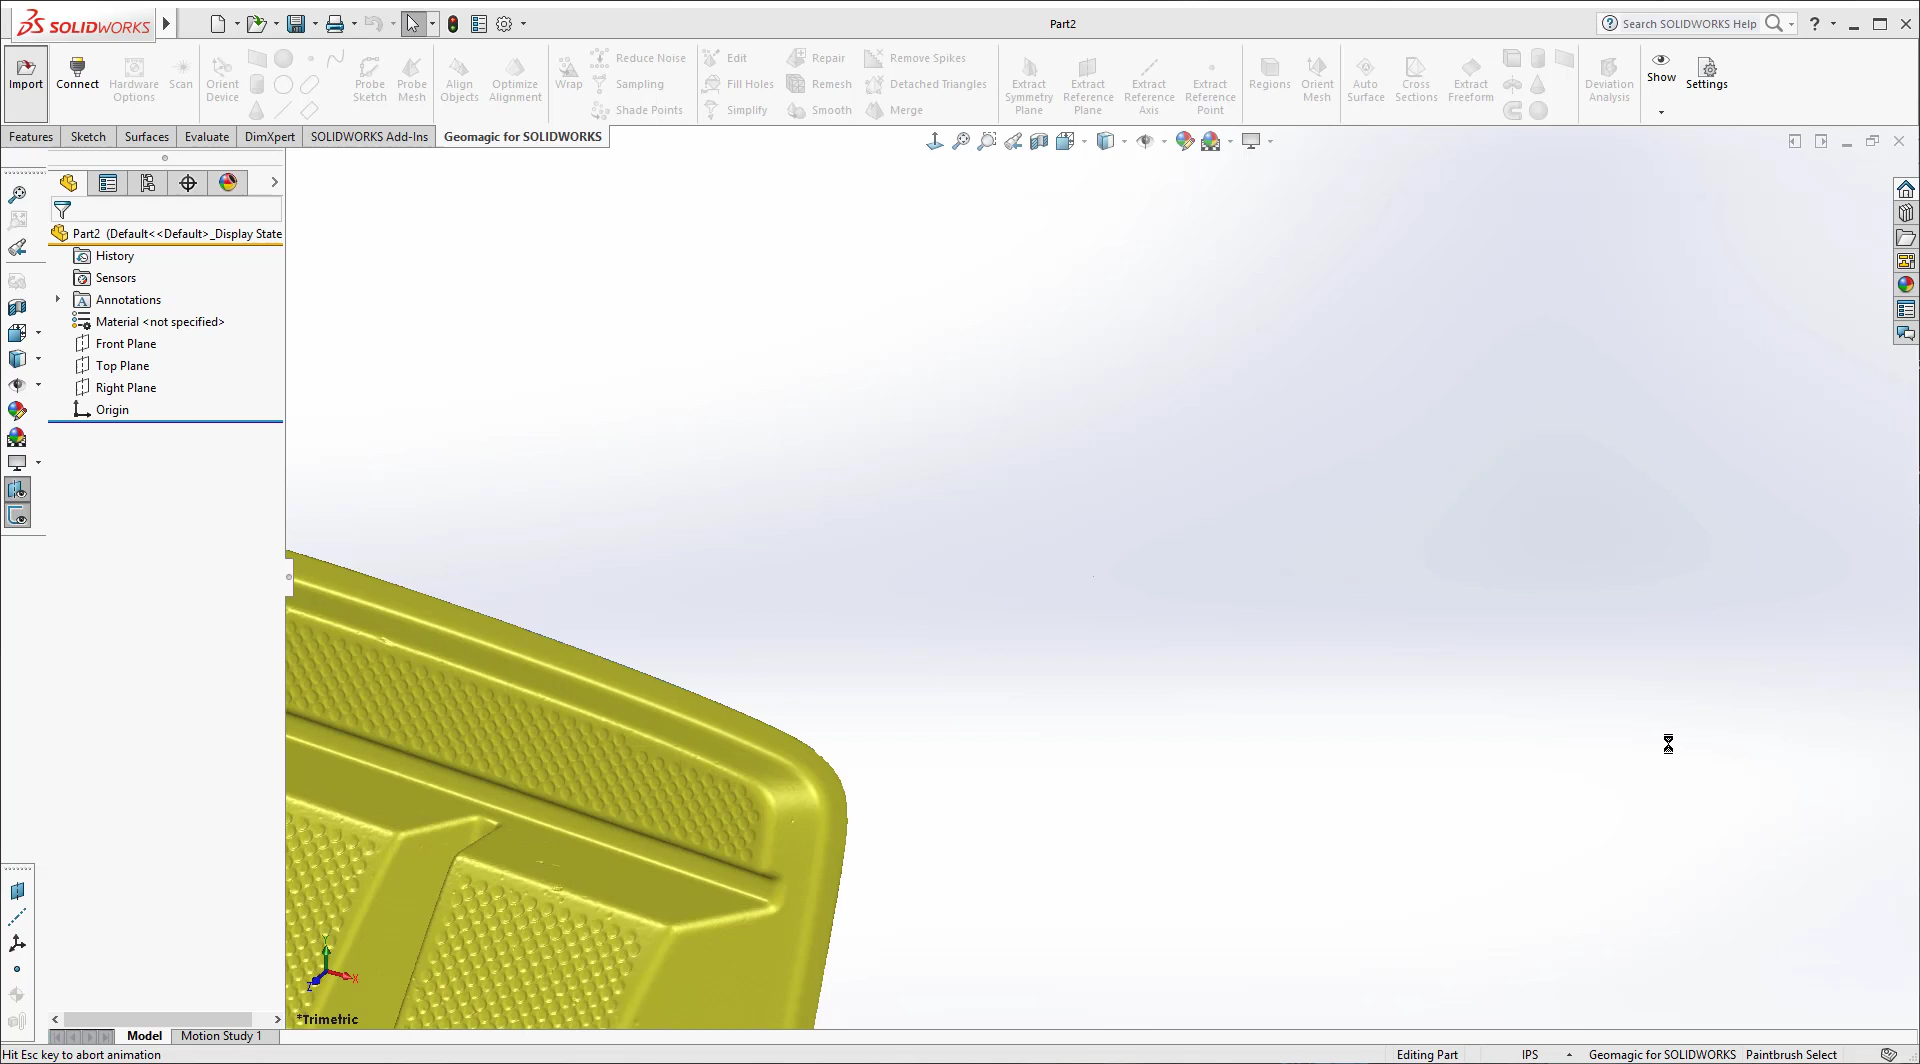 SOLIDWORKS
Part2
Search SOLIDWORKS Help
?
Import
Connect
Hardware
Options
Scan
Orient
Device
Probe
Sketch
Probe
Mesh
Align
Objects
Optimize
Alignment
Wrap
Reduce Noise
Sampling
Shade Points
Edit
Fill Holes
Simplify
Repair
Remesh
Smooth
Remove Spikes
Detached Triangles
Merge
Extract
Symmetry
Plane
Extract
Reference
Plane
Extract
Reference
Axis
Extract
Reference
Point
Regions
Orient
Mesh
Auto
Surface
Cross
Sections
Extract
Freeform
Deviation
Analysis
Show
Settings
Features
Sketch
Surfaces
Evaluate
DimXpert
SOLIDWORKS Add-Ins
Geomagic for SOLIDWORKS
Part2 (Default<<Default>_Display State
History
Sensors
A Annotations
Material <not specified>
Front Plane
Top Plane
Right Plane
Origin
Y
X
Z
*Trimetric
Model
Motion Study 1
Hit Esc key to abort animation
Editing Part
IPS
Geomagic for SOLIDWORKS
Paintbrush Select